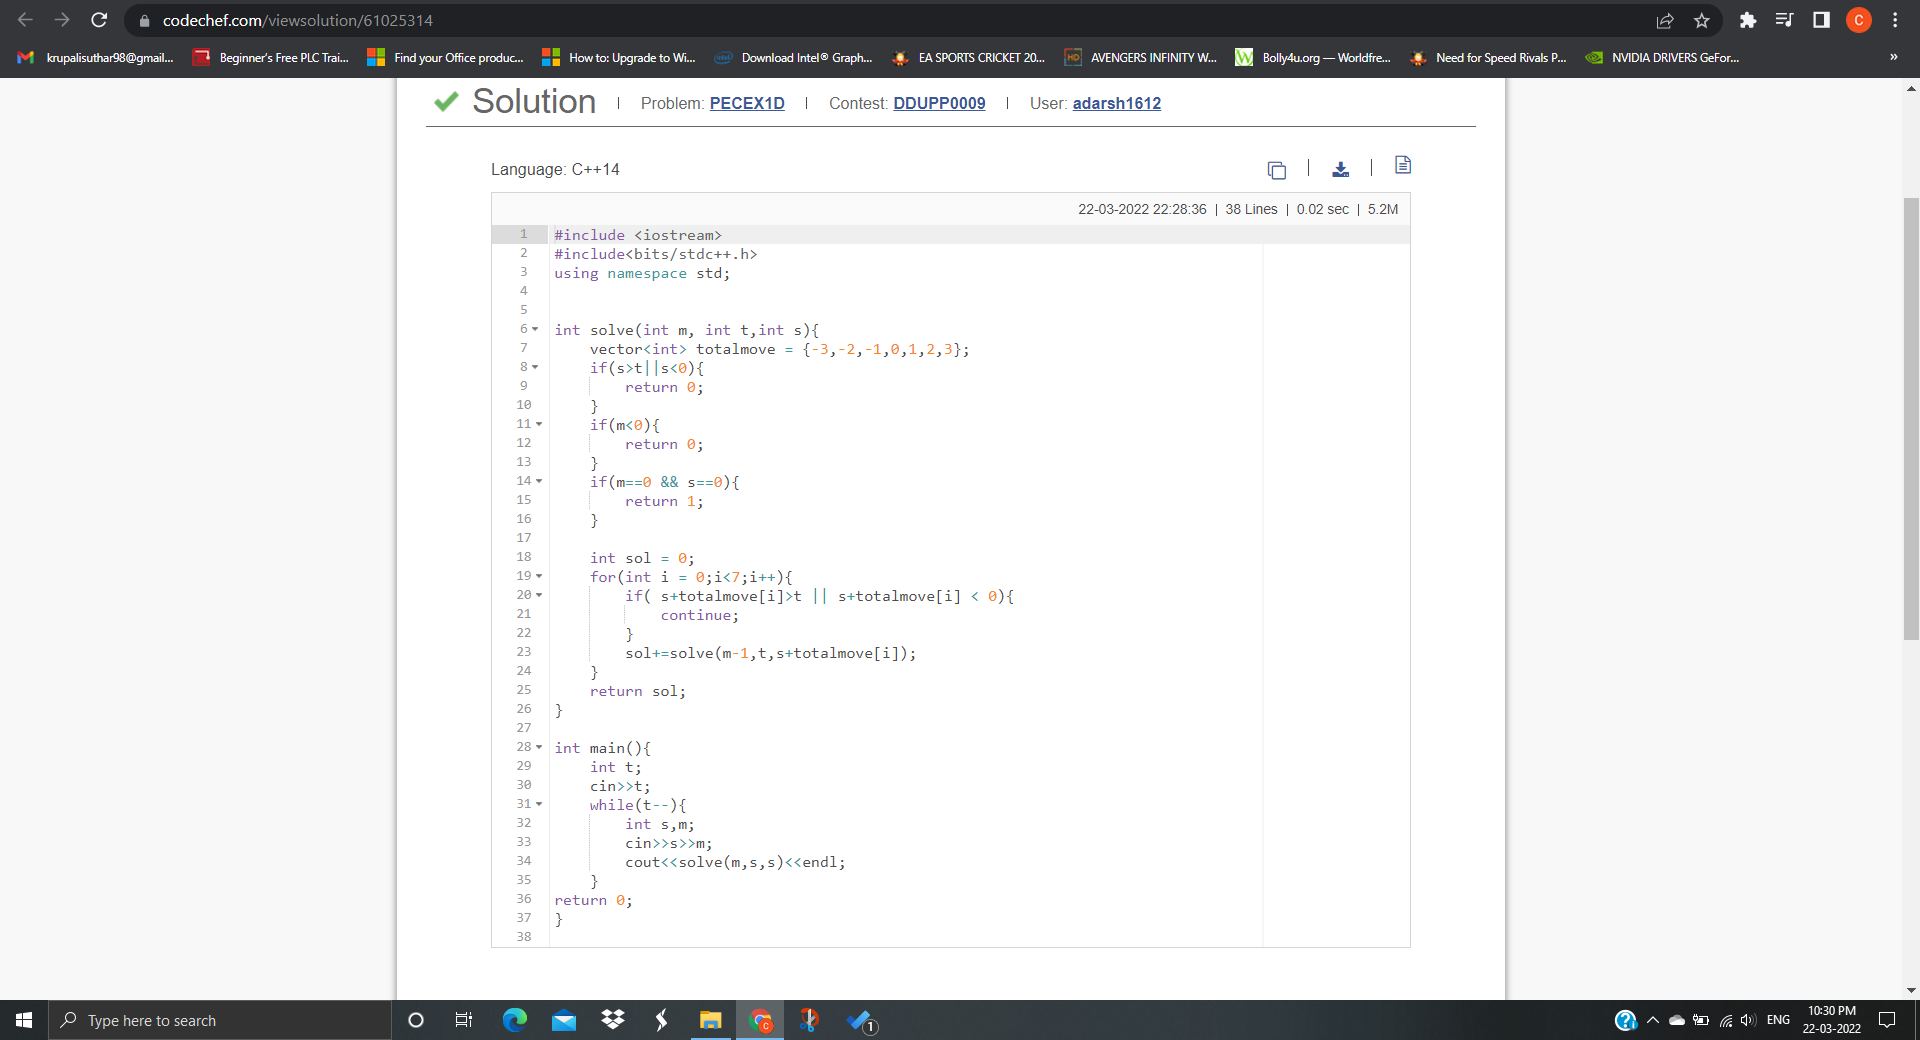 codechef.com/viewsolution/61025314
C
krupalisuthar98@gmail...
Beginner's Free PLC Trai...
Find your Office produc...
How to: Upgrade to Wi...
Download Intel® Graph...
EA SPORTS CRICKET 20...
AVENGERS INFINITY W...
Bolly4u.org — Worldfre...
Need for Speed Rivals P...
NVIDIA DRIVERS GeFor...
»
Solution | Problem: PECEX1D | Contest: DDUPP0009 | User: adarsh1612
Language: C++14
22-03-2022 22:28:36 | 38 Lines | 0.02 sec | 5.2M
1 #include <iostream>
2 #include<bits/stdc++.h>
3 using namespace std;
4
5
6 int solve(int m, int t,int s){
7 vector<int> totalmove = {-3,-2,-1,0,1,2,3};
8 if(s>t||s<0){
9 return 0;
10 }
11 if(m<0){
12 return 0;
13 }
14 if(m==0 && s==0){
15 return 1;
16 }
17
18 int sol = 0;
19 for(int i = 0;i<7;i++){
20 if( s+totalmove[i]>t || s+totalmove[i] < 0){
21 continue;
22 }
23 sol+=solve(m-1,t,s+totalmove[i]);
24 }
25 return sol;
26 }
27
28 int main(){
29 int t;
30 cin>>t;
31 while(t--){
32 int s,m;
33 cin>>s>>m;
34 cout<<solve(m,s,s)<<endl;
35 }
36 return 0;
37 }
38
Type here to search
1
ENG
10:30 PM
22-03-2022